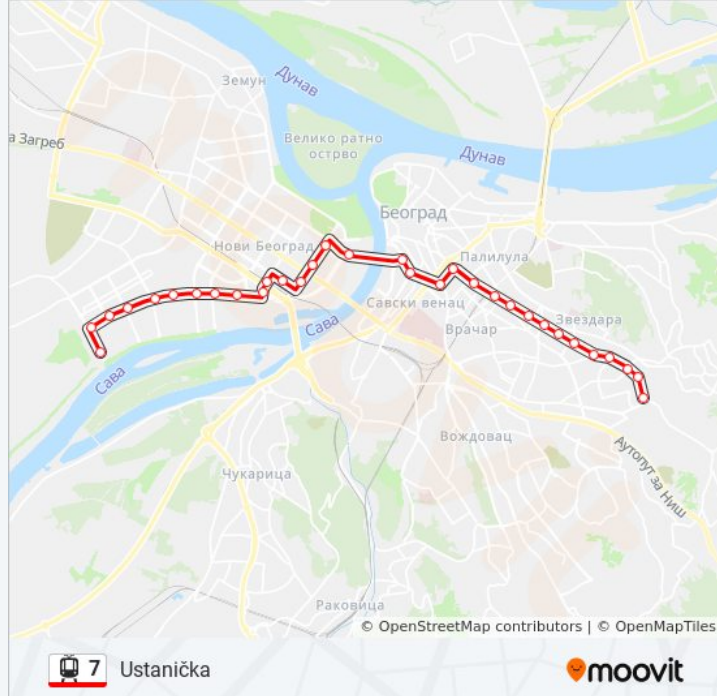 Земун
Дунав
а Загреб
Велико ратно
острво
Дунав
Београд
Нови Београд
Палилула
Савски венац
Сава
Врачар
Звездара
Сава
Вождовац
Аутопут за Ниш
Чукарица
Раковица
© OpenStreetMap contributors | © OpenMapTiles
7 Ustanička
moovit